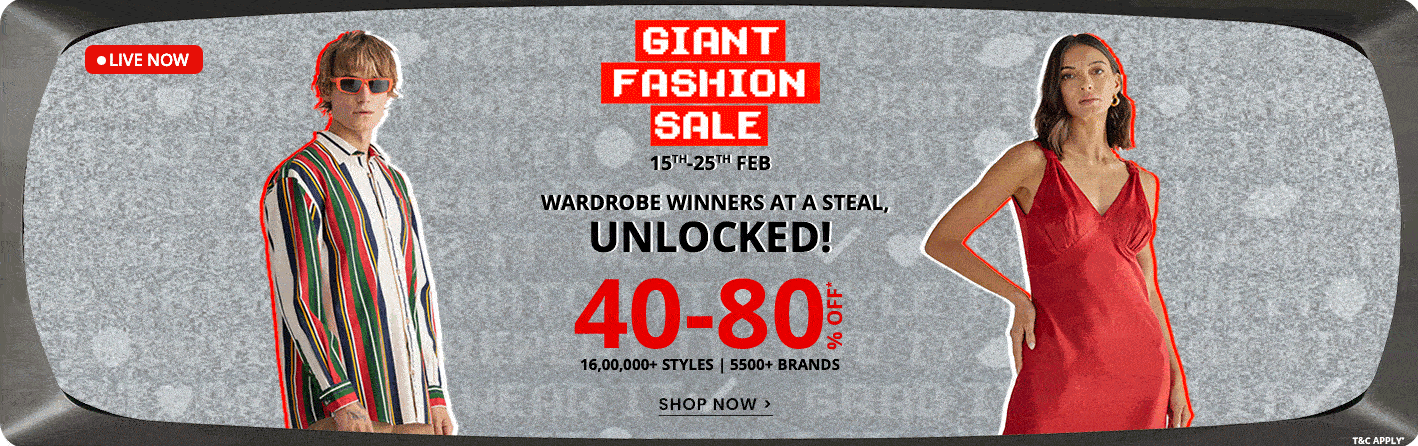 LIVE NOW
GIANT
FASHION
SALE
15TH-25TH FEB
WARDROBE WINNERS AT A STEAL,
UNLOCKED!
40-80% OFF*
16,00,000+ STYLES | 5500+ BRANDS
SHOP NOW >
T&C APPLY*